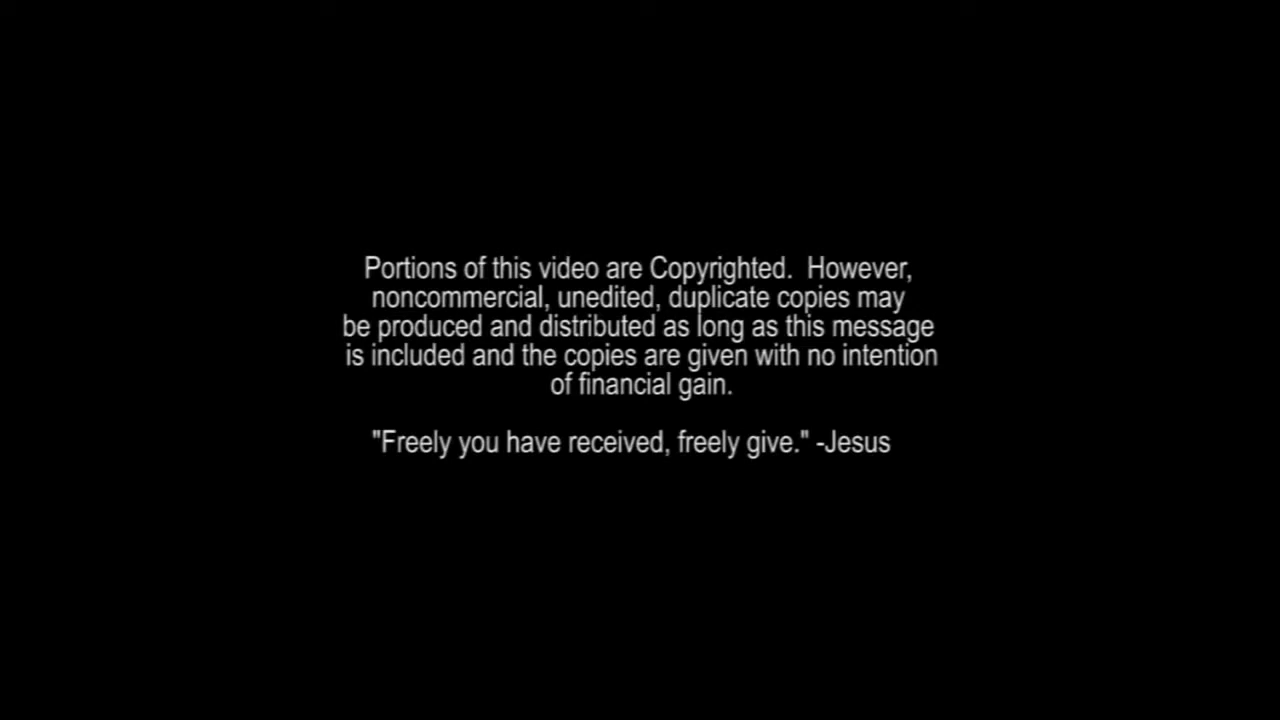 Portions of this video are Copyrighted.  However,
noncommercial, unedited, duplicate copies may
be produced and distributed as long as this message
is included and the copies are given with no intention
of financial gain.
"Freely you have received, freely give." -Jesus